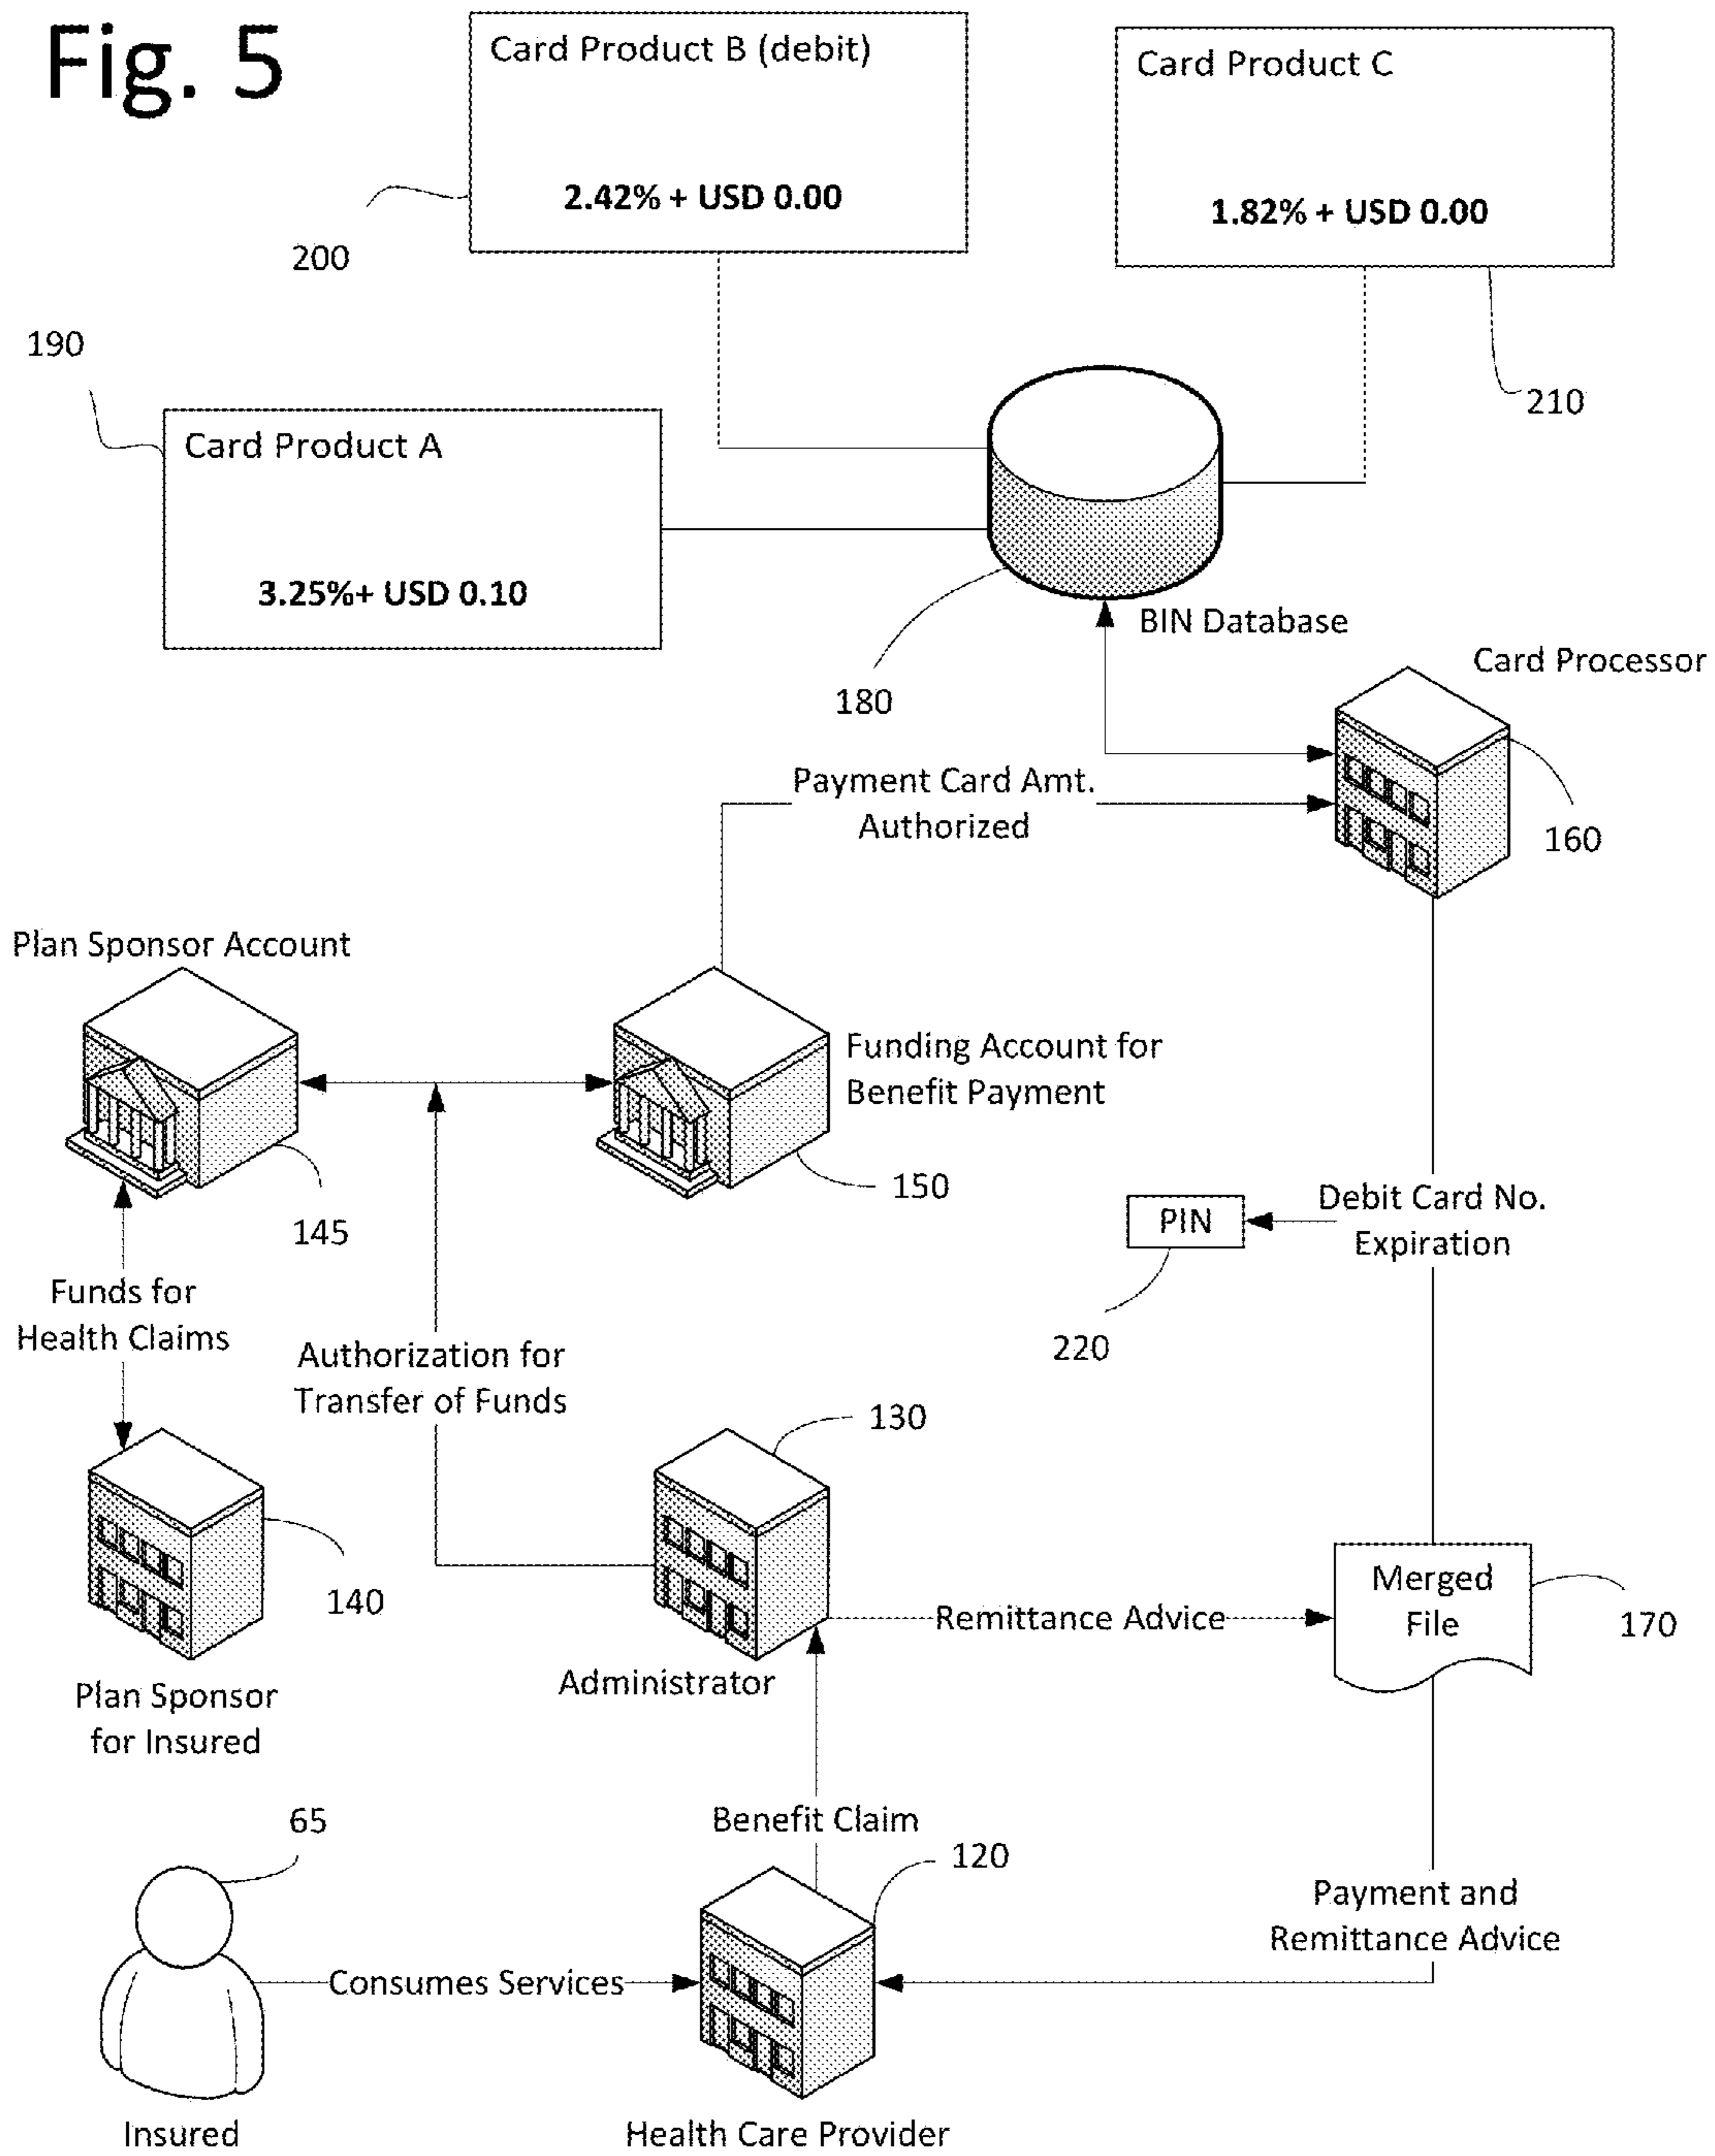 Fig. 5
Card Product B (debit)
2.42% + USD 0.00
200
Card Product C
1.82% + USD 0.00
210
190
Card Product A
3.25%+ USD 0.10
BIN Database
180
Card Processor
160
Payment Card Amt.
Authorized
Plan Sponsor Account
145
Funding Account for
Benefit Payment
150
PIN
220
Debit Card No.
Expiration
Funds for
Health Claims
Authorization for
Transfer of Funds
130
140
Plan Sponsor
for Insured
Administrator
Remittance Advice
Merged
File
170
Benefit Claim
65
120
Payment and
Remittance Advice
Consumes Services
Insured
Health Care Provider